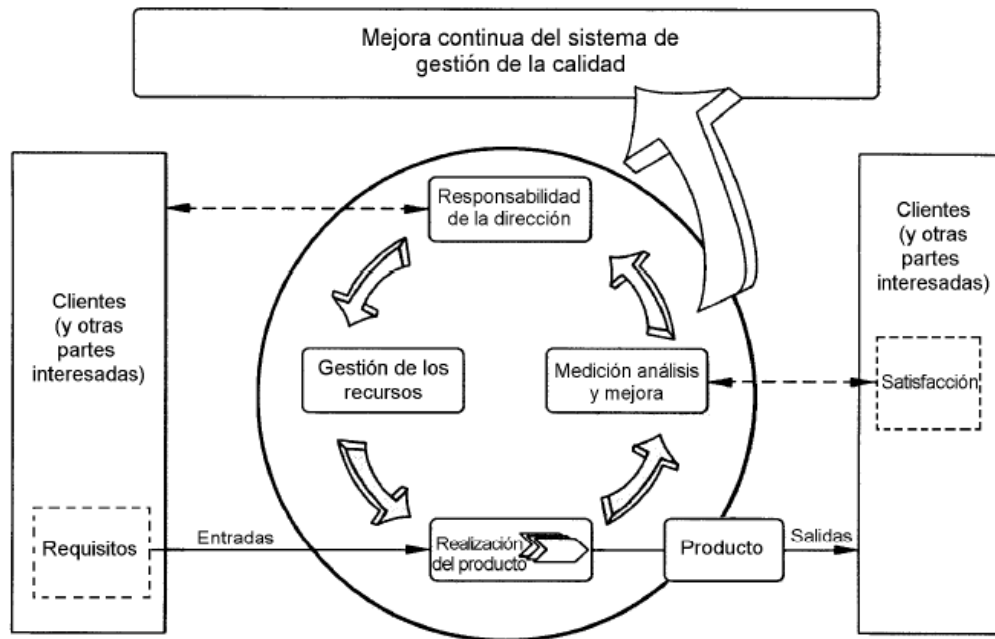 Mejora continua del sistema de
gestión de la calidad
Responsabilidad
de la dirección
Clientes
(y otras
partes
interesadas)
Clientes
(y otras
partes
interesadas)
Gestión de los
recursos
Medición análisis
y mejora
Satisfacción
Requisitos
Entradas
Realización
del producto
Producto
Salidas